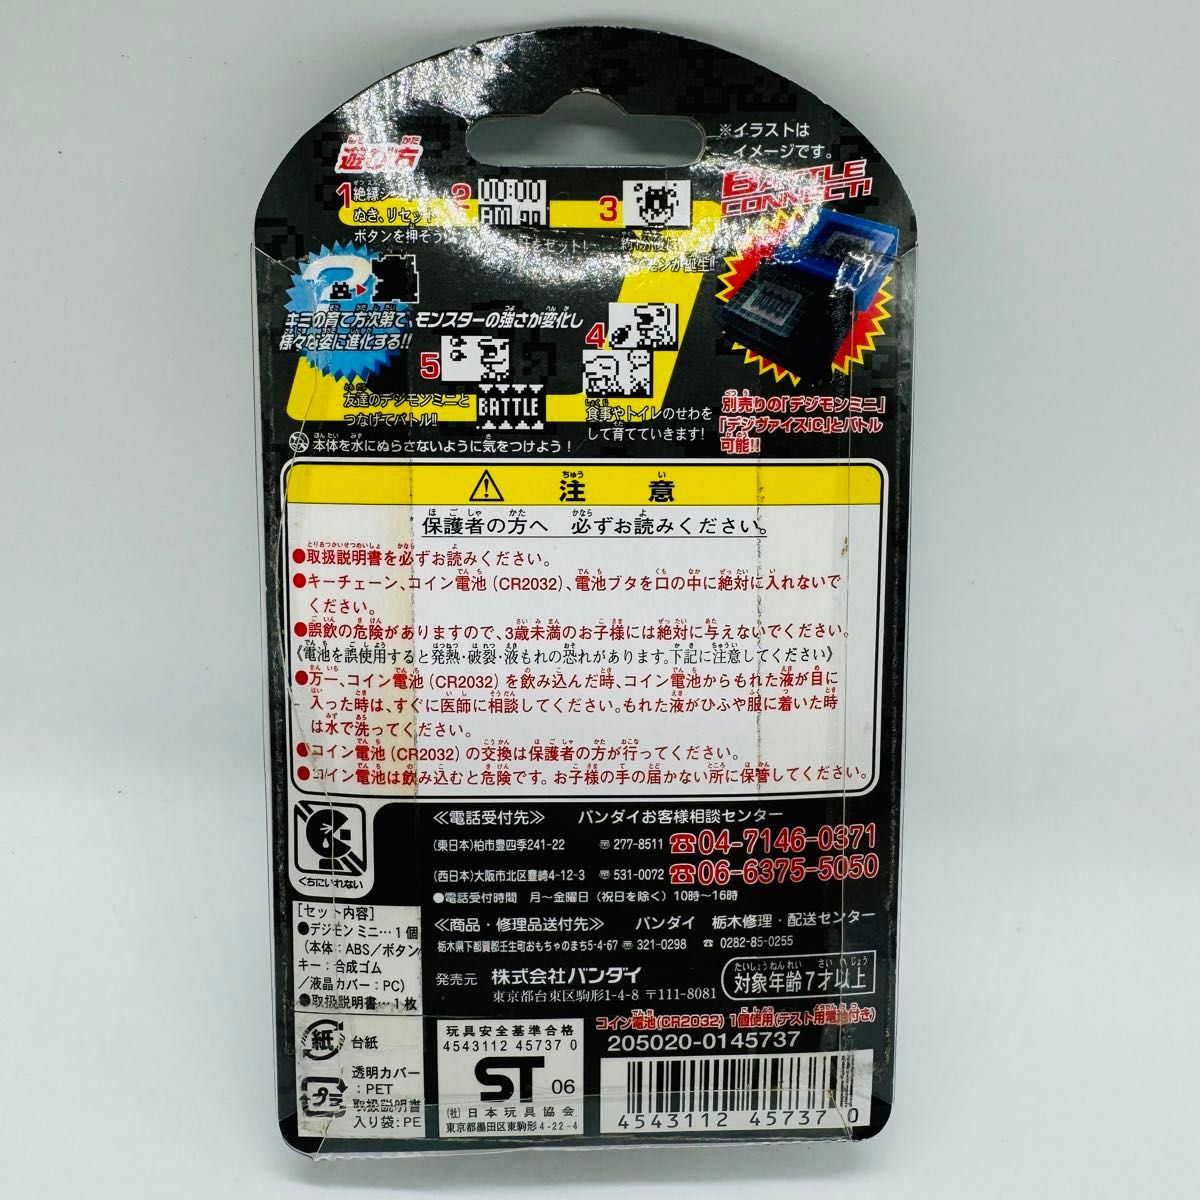 遊び方
※イラストは
イメージです。
BATTLE
CONNECT!
1 絶縁シ
ぬき、リセット
ボタンを押そう
2
00:00
AM 00
をセット!
3
が誕生!!
キミの育て方次第で、モンスターの強さが変化し
様々な姿に進化する!!
4
食事やトイレのせわを
して育てていきます!
5
友達のデジモンミニと
つなげてバトル!!
BATTLE
別売りの「デジモンミニ」
「デジヴァイスiC」とバトル
可能!!
本体を水にぬらさないように気をつけよう!
注意
保護者の方へ 必ずお読みください。
●取扱説明書を必ずお読みください。
●キーチェーン、コイン電池(CR2032)、電池ブタを口の中に絶対に入れないで
ください。
●誤飲の危険がありますので、3歳未満のお子様には絶対に与えないでください。
《電池を誤使用すると発熱・破裂・液もれの恐れがあります。下記に注意してください》
●万一、コイン電池(CR2032)を飲み込んだ時、コイン電池からもれた液が目に
入った時は、すぐに医師に相談してください。もれた液がひふや服に着いた時
は水で洗ってください。
●コイン電池(CR2032)の交換は保護者の方が行ってください。
●コイン電池は飲み込むと危険です。お子様の手の届かない所に保管してください。
くちにいれない
≪電話受付先≫ バンダイお客様相談センター
(東日本)柏市豊四季241-22 〒277-8511 ☎04-7146-0371
(西日本)大阪市北区豊崎4-12-3 〒531-0072 ☎06-6375-5050
●電話受付時間 月〜金曜日(祝日を除く)10時〜16時
≪商品・修理品送付先≫ バンダイ 栃木修理・配送センター
栃木県下都賀郡壬生町おもちゃのまち5-4-67 〒321-0298 ☎0282-85-0255
発売元 株式会社バンダイ
東京都台東区駒形1-4-8 〒111-8081
対象年齢7才以上
[セット内容]
●デジモンミニ…1個
(本体:ABS/ボタン・
キー:合成ゴム
/液晶カバー:PC)
●取扱説明書…1枚
紙
台紙
プラ
透明カバー
:PET
取扱説明書
入り袋:PE
玩具安全基準合格
4543112 45737 0
ST 06
(社)日本玩具協会
東京都墨田区東駒形4-22-4
コイン電池(CR2032) 1個使用(テスト用電池付き)
205020-0145737
4543112 45737 0